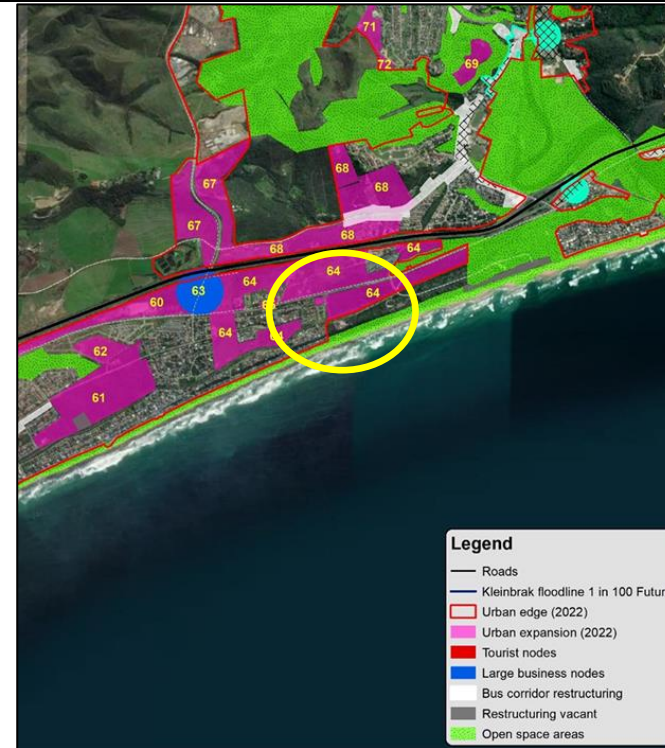 71
72
69
67
68
68
67
68
68
64
64
63
64
64
60
64
62
61
Legend
Roads
Kleinbrak floodline 1 in 100 Futur
Urban edge (2022)
Urban expansion (2022)
Tourist nodes
Large business nodes
Bus corridor restructuring
Restructuring vacant
Open space areas